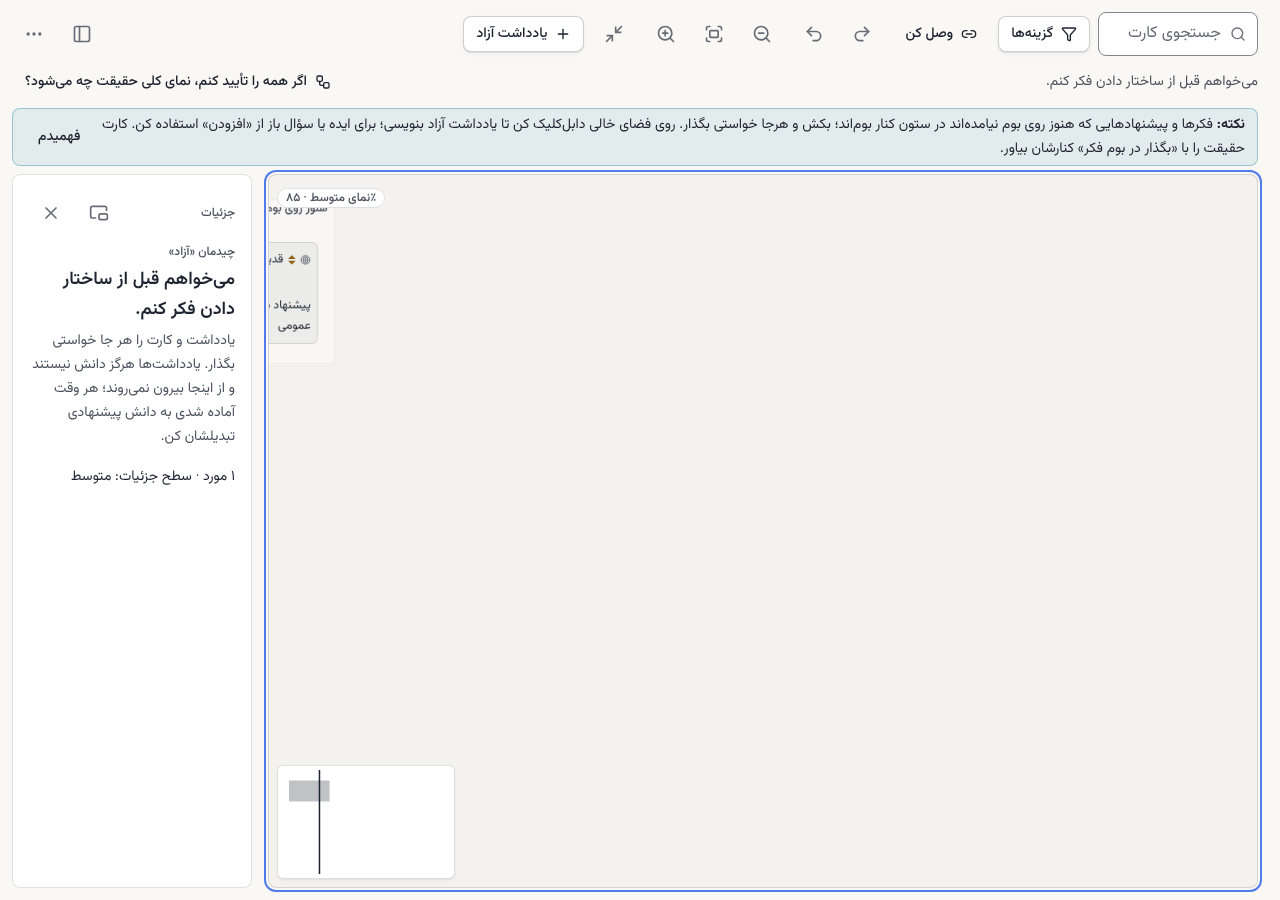 جستجوی کارت
گزینه‌ها
وصل کن
یادداشت آزاد
می‌خواهم قبل از ساختار دادن فکر کنم.
اگر همه را تأیید کنم، نمای کلی حقیقت چه می‌شود؟
نکته: فکرها و پیشنهادهایی که هنوز روی بوم نیامده‌اند در ستون کنار بوم‌اند؛ بکش و هرجا خواستی بگذار. روی فضای خالی دابل‌کلیک کن تا یادداشت آزاد بنویسی؛ برای ایده یا سؤال باز از «افزودن» استفاده کن. کارت
حقیقت را با «بگذار در بوم فکر» کنارشان بیاور.
فهمیدم
نمای متوسط · ۸۵٪
هنوز روی بوم
پیشنهاد
عمومی
جزئیات
چیدمان «آزاد»
می‌خواهم قبل از ساختار
دادن فکر کنم.
یادداشت و کارت را هر جا خواستی
بگذار. یادداشت‌ها هرگز دانش نیستند
و از اینجا بیرون نمی‌روند؛ هر وقت
آماده شدی به دانش پیشنهادی
تبدیلشان کن.
۱ مورد · سطح جزئیات: متوسط